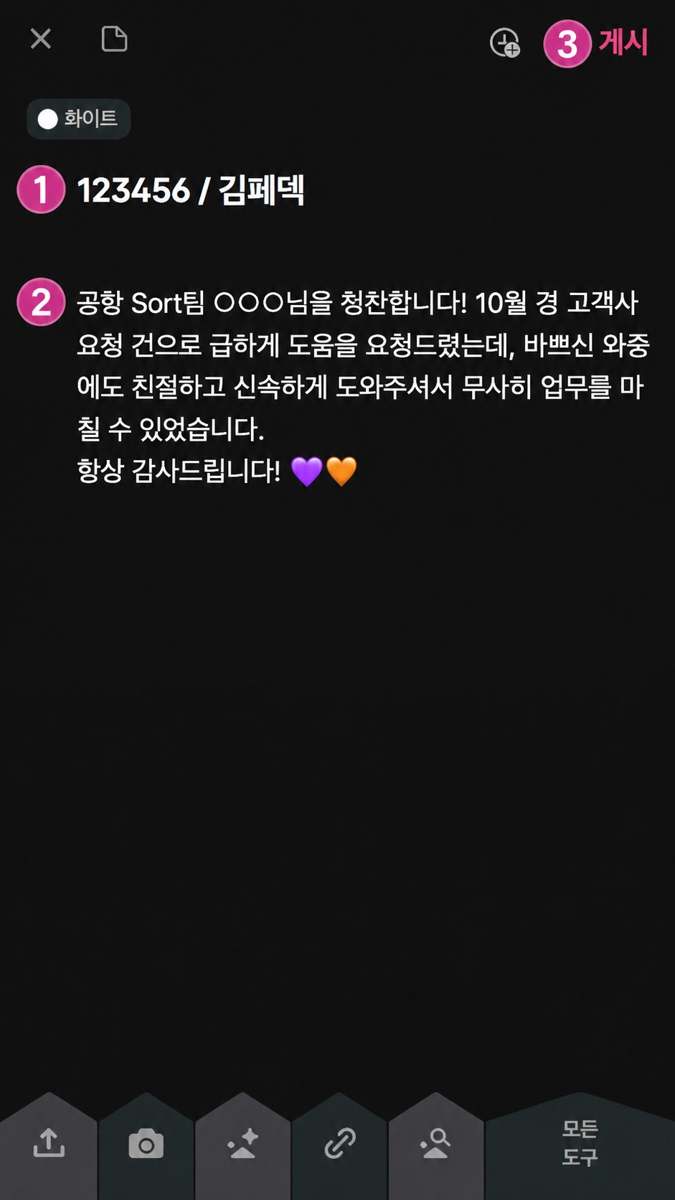 3 게시
화이트
1 123456 / 김페덱
2 공항 Sort팀 ○○○님을 청찬합니다! 10월 경 고객사
요청 건으로 급하게 도움을 요청드렸는데, 바쁘신 와중
에도 친절하고 신속하게 도와주셔서 무사히 업무를 마
칠 수 있었습니다.
항상 감사드립니다! 💜🧡
모든
도구